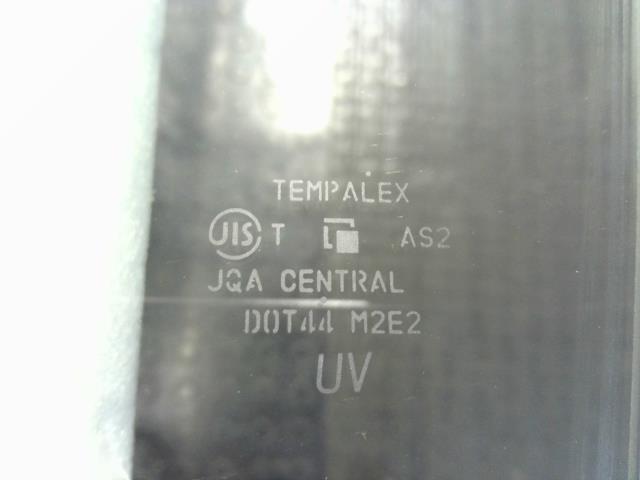 TEMPALEX
JIS T AS2
JQA CENTRAL
DOT44 M2E2
UV